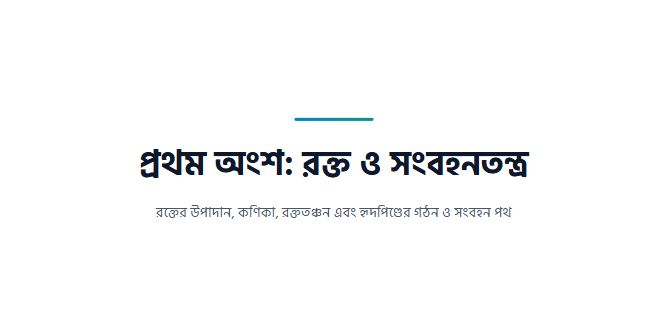 প্রথম অংশ: রক্ত ও সংবহনতন্ত্র
রক্তের উপাদান, কণিকা, রক্ততঞ্চন এবং হৃদপিণ্ডের গঠন ও সংবহন পথ